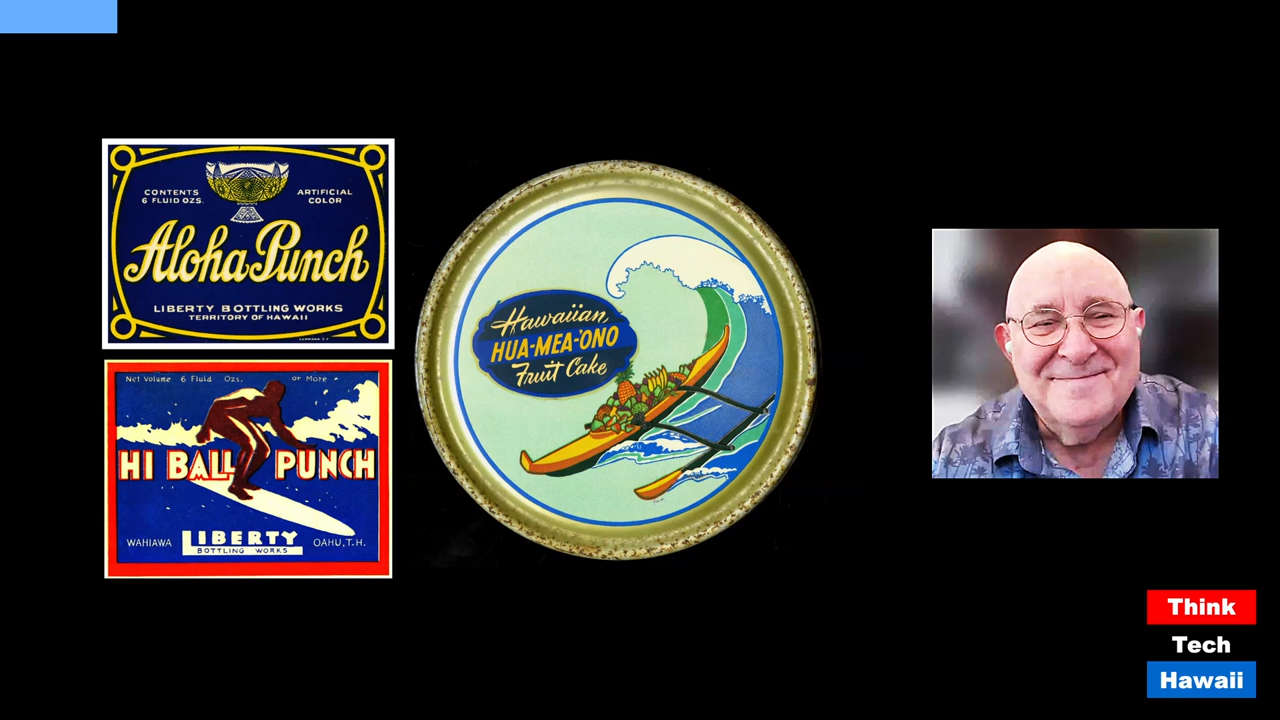 CONTENTS
6 FLUID OZS.
ARTIFICIAL
COLOR
Aloha Punch
LIBERTY BOTTLING WORKS
TERRITORY OF HAWAII
Net Volume 6 Fluid Ozs. or More
HI BALL PUNCH
WAHIAWA LIBERTY OAHU, T.H.
BOTTLING WORKS
Hawaiian
HUA-MEA-'ONO
Fruit Cake
Think
Tech
Hawaii